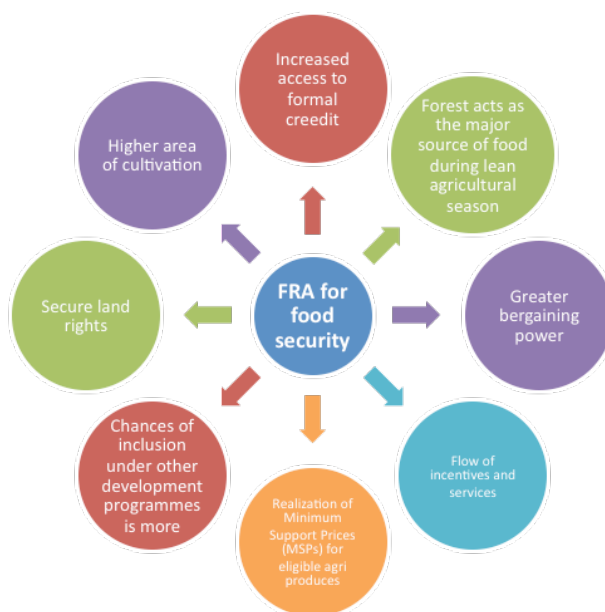 Increased
access to
formal
creedit
Forest acts as
the major
source of food
during lean
agricultural
season
Greater
bergaining
power
Flow of
incentives and
services
Realization of
Minimum
Support Prices
(MSPs) for
eligible agri
produces
Chances of
inclusion
under other
development
programmes
is more
Secure land
rights
Higher area
of cultivation
FRA for
food
security